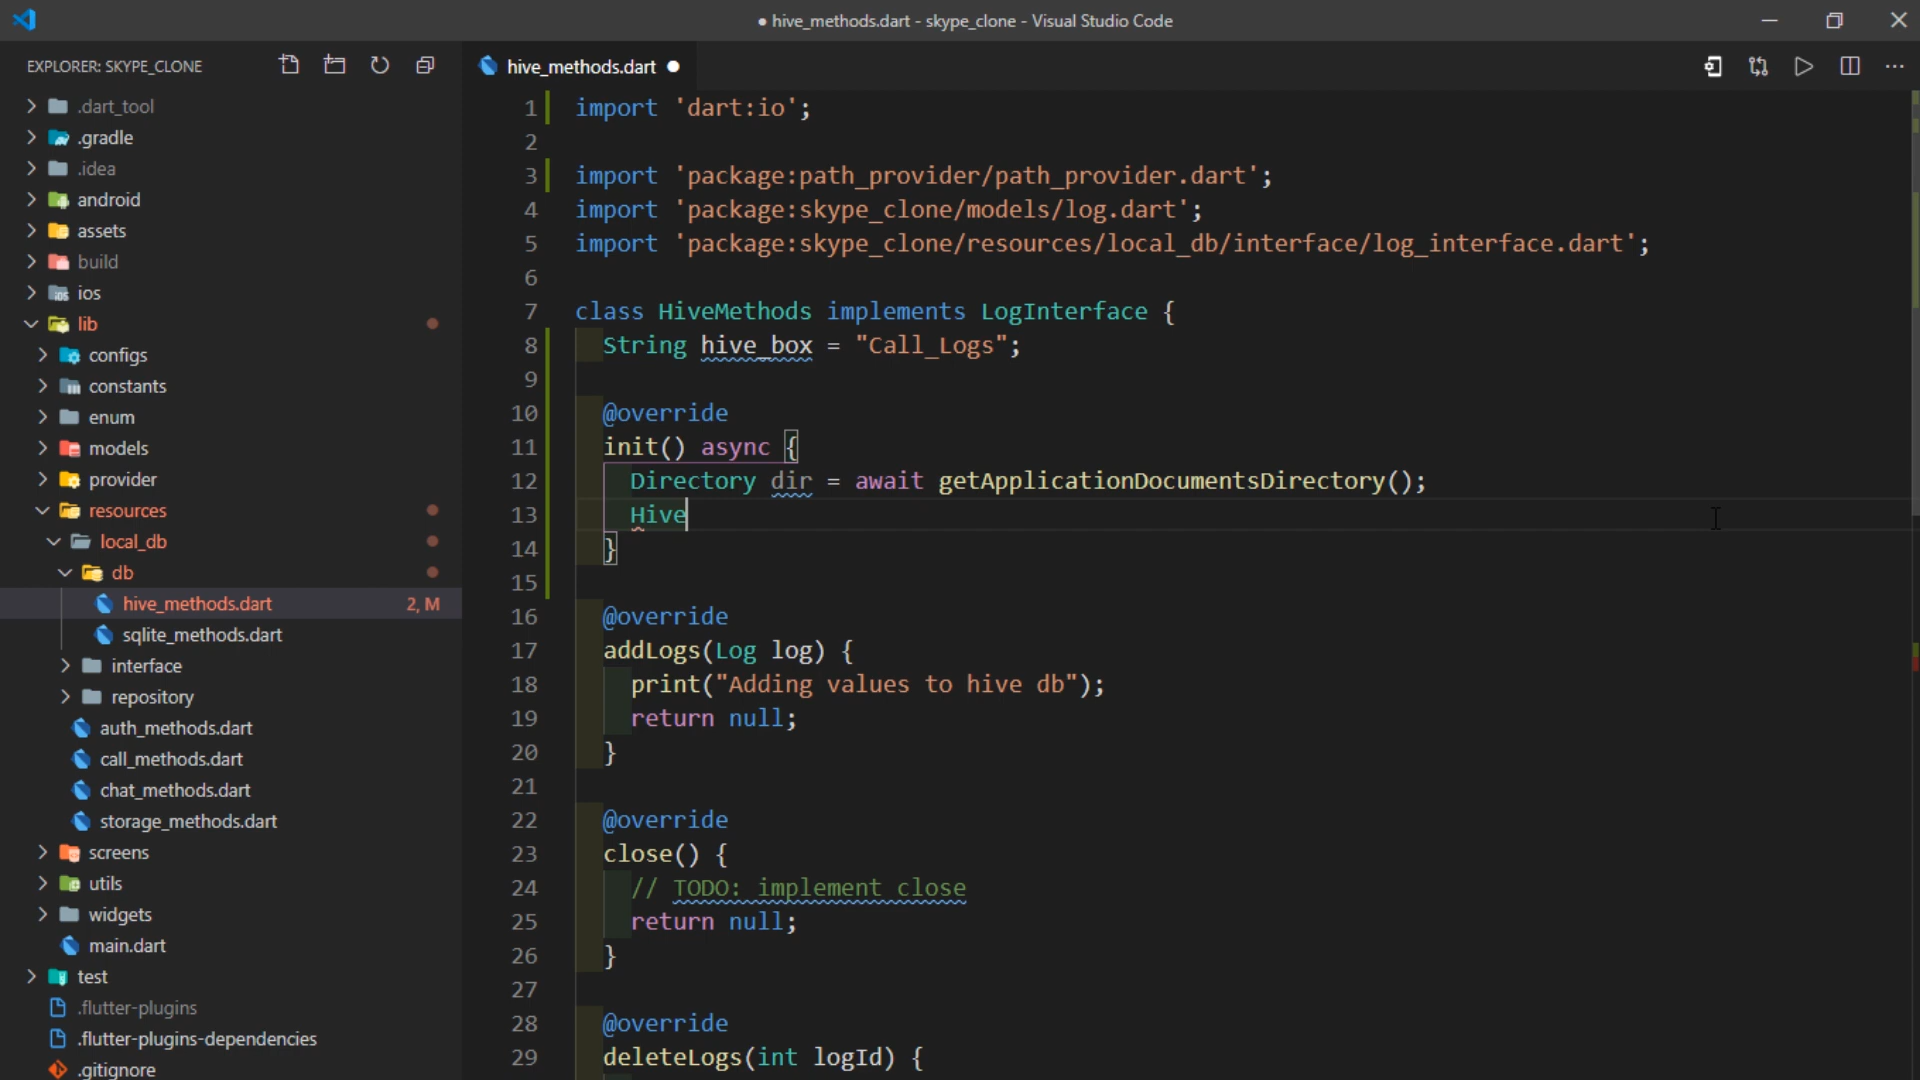 hive_methods.dart - skype_clone - Visual Studio Code
EXPLORER: SKYPE_CLONE
.dart_tool
.gradle
.idea
android
assets
build
ios
lib
configs
constants
enum
models
provider
resources
local_db
db
hive_methods.dart 2, M
sqlite_methods.dart
interface
repository
auth_methods.dart
call_methods.dart
chat_methods.dart
storage_methods.dart
screens
utils
widgets
main.dart
test
.flutter-plugins
.flutter-plugins-dependencies
.gitignore
hive_methods.dart
1 import 'dart:io';
2
3 import 'package:path_provider/path_provider.dart';
4 import 'package:skype_clone/models/log.dart';
5 import 'package:skype_clone/resources/local_db/interface/log_interface.dart';
6
7 class HiveMethods implements LogInterface {
8 String hive_box = "Call_Logs";
9
10 @override
11 init() async {
12 Directory dir = await getApplicationDocumentsDirectory();
13 Hive
14 }
15
16 @override
17 addLogs(Log log) {
18 print("Adding values to hive db");
19 return null;
20 }
21
22 @override
23 close() {
24 // TODO: implement close
25 return null;
26 }
27
28 @override
29 deleteLogs(int logId) {